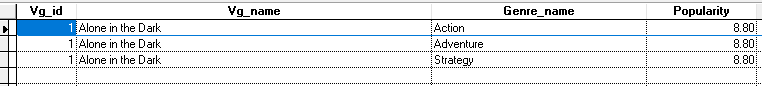 Vg_id Vg_name Genre_name Popularity
1 Alone in the Dark Action 8.80
1 Alone in the Dark Adventure 8.80
1 Alone in the Dark Strategy 8.80